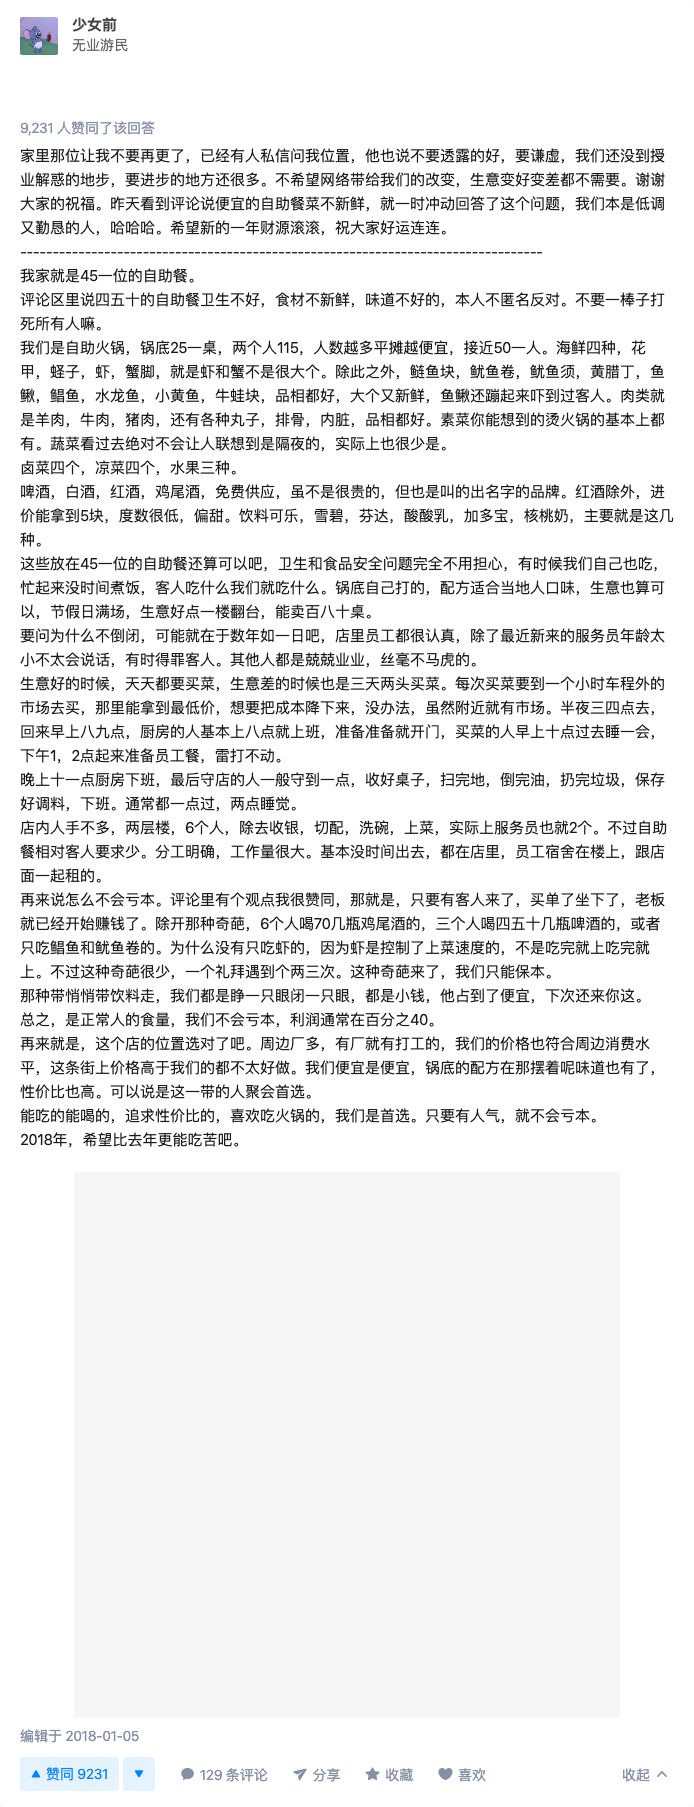 少女前
无业游民
9,231 人赞同了该回答
家里那位让我不要再更了，已经有人私信问我位置，他也说不要透露的好，要谦虚，我们还没到授
业解惑的地步，要进步的地方还很多。不希望网络带给我们的改变，生意变好变差都不需要。谢谢
大家的祝福。昨天看到评论说便宜的自助餐菜不新鲜，就一时冲动回答了这个问题，我们本是低调
又勤恳的人，哈哈哈。希望新的一年财源滚滚，祝大家好运连连。
--------------------------------------------------------------------------------
我家就是45一位的自助餐。
评论区里说四五十的自助餐卫生不好，食材不新鲜，味道不好的，本人不匿名反对。不要一棒子打
死所有人嘛。
我们是自助火锅，锅底25一桌，两个人115，人数越多平摊越便宜，接近50一人。海鲜四种，花
甲，蛏子，虾，蟹脚，就是虾和蟹不是很大个。除此之外，鲢鱼块，鱿鱼卷，鱿鱼须，黄腊丁，鱼
鳅，鲳鱼，水龙鱼，小黄鱼，牛蛙块，品相都好，大个又新鲜，鱼鳅还蹦起来吓到过客人。肉类就
是羊肉，牛肉，猪肉，还有各种丸子，排骨，内脏，品相都好。素菜你能想到的烫火锅的基本上都
有。蔬菜看过去绝对不会让人联想到是隔夜的，实际上也很少是。
卤菜四个，凉菜四个，水果三种。
啤酒，白酒，红酒，鸡尾酒，免费供应，虽不是很贵的，但也是叫的出名字的品牌。红酒除外，进
价能拿到5块，度数很低，偏甜。饮料可乐，雪碧，芬达，酸酸乳，加多宝，核桃奶，主要就是这几
种。
这些放在45一位的自助餐还算可以吧，卫生和食品安全问题完全不用担心，有时候我们自己也吃，
忙起来没时间煮饭，客人吃什么我们就吃什么。锅底自己打的，配方适合当地人口味，生意也算可
以，节假日满场，生意好点一楼翻台，能卖百八十桌。
要问为什么不倒闭，可能就在于数年如一日吧，店里员工都很认真，除了最近新来的服务员年龄太
小不太会说话，有时得罪客人。其他人都是兢兢业业，丝毫不马虎的。
生意好的时候，天天都要买菜，生意差的时候也是三天两头买菜。每次买菜要到一个小时车程外的
市场去买，那里能拿到最低价，想要把成本降下来，没办法，虽然附近就有市场。半夜三四点去，
回来早上八九点，厨房的人基本上八点就上班，准备准备就开门，买菜的人早上十点过去睡一会，
下午1，2点起来准备员工餐，雷打不动。
晚上十一点厨房下班，最后守店的人一般守到一点，收好桌子，扫完地，倒完油，扔完垃圾，保存
好调料，下班。通常都一点过，两点睡觉。
店内人手不多，两层楼，6个人，除去收银，切配，洗碗，上菜，实际上服务员也就2个。不过自助
餐相对客人要求少。分工明确，工作量很大。基本没时间出去，都在店里，员工宿舍在楼上，跟店
面一起租的。
再来说怎么不会亏本。评论里有个观点我很赞同，那就是，只要有客人来了，买单了坐下了，老板
就已经开始赚钱了。除开那种奇葩，6个人喝70几瓶鸡尾酒的，三个人喝四五十几瓶啤酒的，或者
只吃鲳鱼和鱿鱼卷的。为什么没有只吃虾的，因为虾是控制了上菜速度的，不是吃完就上吃完就
上。不过这种奇葩很少，一个礼拜遇到个两三次。这种奇葩来了，我们只能保本。
那种带悄悄带饮料走，我们都是睁一只眼闭一只眼，都是小钱，他占到了便宜，下次还来你这。
总之，是正常人的食量，我们不会亏本，利润通常在百分之40。
再来就是，这个店的位置选对了吧。周边厂多，有厂就有打工的，我们的价格也符合周边消费水
平，这条街上价格高于我们的都不太好做。我们便宜是便宜，锅底的配方在那摆着呢味道也有了，
性价比也高。可以说是这一带的人聚会首选。
能吃的能喝的，追求性价比的，喜欢吃火锅的，我们是首选。只要有人气，就不会亏本。
2018年，希望比去年更能吃苦吧。
编辑于 2018-01-05
赞同 9231 129 条评论 分享 收藏 喜欢 收起